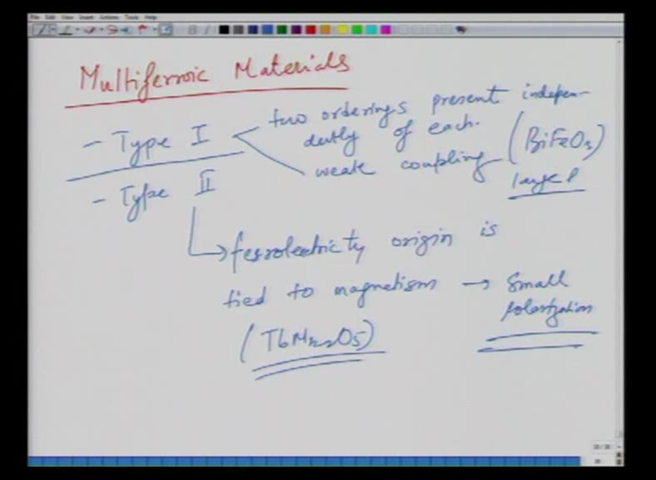 Multiferroic Materials
- Type I
two orderings present indepen-
dently of each.
weak coupling (BiFeO3)
large P
- Type II
ferroelectricty origin is
tied to magnetism → Small
polarization
(TbMn2O5)